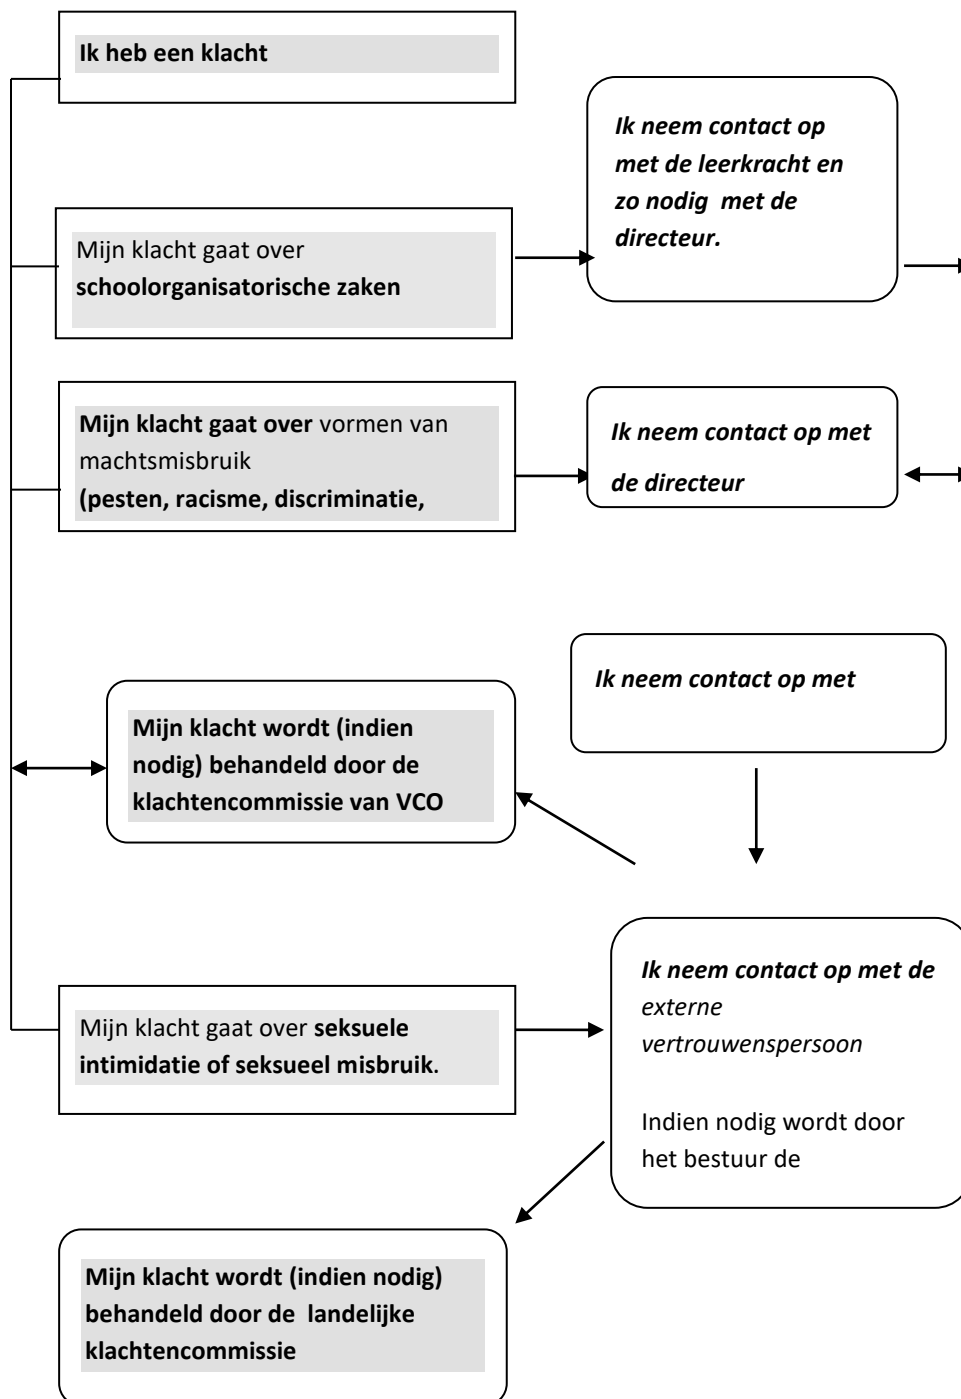 Ik heb een klacht
Ik neem contact op
met de leerkracht en
zo nodig  met de
directeur.
Mijn klacht gaat over
schoolorganisatorische zaken
Mijn klacht gaat over vormen van
machtsmisbruik
(pesten, racisme, discriminatie,
Ik neem contact op met
de directeur
Ik neem contact op met
Mijn klacht wordt (indien
nodig) behandeld door de
klachtencommissie van VCO
Ik neem contact op met de
externe
vertrouwenspersoon
Indien nodig wordt door
het bestuur de
Mijn klacht gaat over seksuele
intimidatie of seksueel misbruik.
Mijn klacht wordt (indien nodig)
behandeld door de  landelijke
klachtencommissie